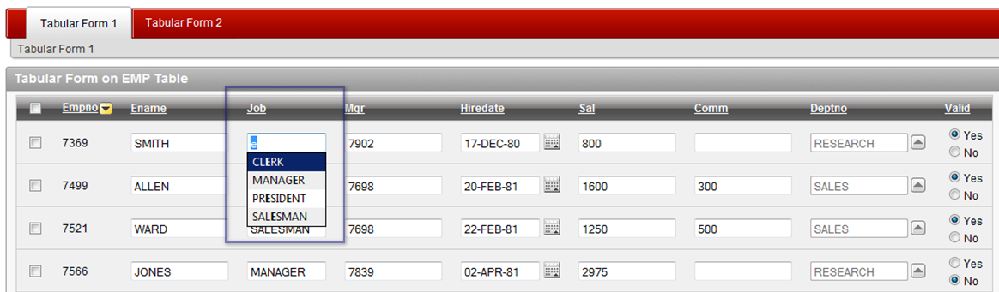 Tabular Form 1 Tabular Form 2
Tabular Form 1
Tabular Form on EMP Table
Empno Ename Job Mgr Hiredate Sal Comm Deptno Valid
7369 SMITH e 7902 17-DEC-80 800 RESEARCH Yes
No
CLERK
MANAGER
PRESIDENT
SALESMAN
7499 ALLEN 7698 20-FEB-81 1600 300 SALES Yes
No
7521 WARD SALESMAN 7698 22-FEB-81 1250 500 SALES Yes
No
7566 JONES MANAGER 7839 02-APR-81 2975 RESEARCH Yes
No